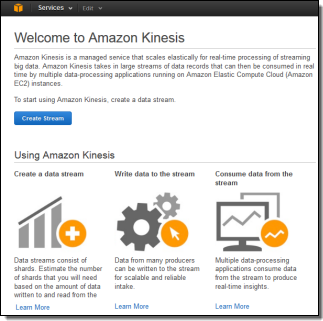 Services Edit
Welcome to Amazon Kinesis
Amazon Kinesis is a managed service that scales elastically for real-time processing of streaming
big data. Amazon Kinesis takes in large streams of data records that can then be consumed in real
time by multiple data-processing applications running on Amazon Elastic Compute Cloud (Amazon
EC2) instances.
To start using Amazon Kinesis, create a data stream.
Create Stream
Using Amazon Kinesis
Create a data stream
Data streams consist of
shards. Estimate the number
of shards that you will need
based on the amount of data
written to and read from the
Learn More
Write data to the stream
Data from many producers
can be written to the stream
for scalable and reliable
intake.
Learn More
Consume data from the
stream
Multiple data-processing
applications consume data
from the stream to produce
real-time insights.
Learn More